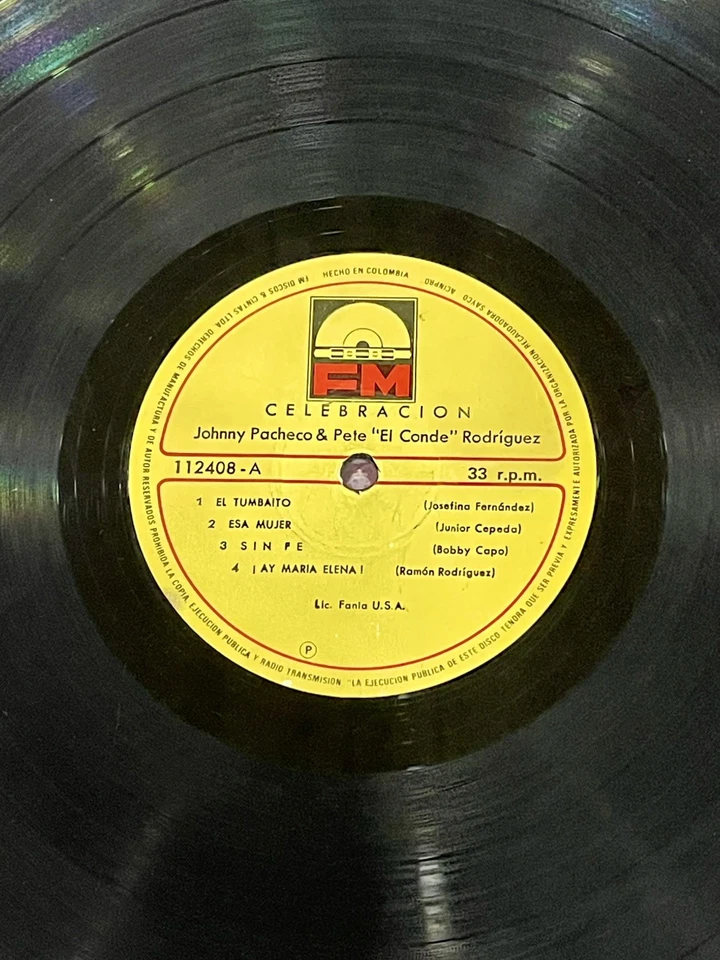 FM DISCOS & CINTAS LTDA. DERECHOS DE MANUFACTURA Y DE AUTOR RESERVADOS PROHIBIDA LA COPIA, EJECUCION PUBLICA Y RADIO TRANSMISION "LA EJECUCION PUBLICA DE ESTE DISCO TENDRA QUE SER PREVIA Y EXPRESAMENTE AUTORIZADA POR LA ORGANIZACION RECAUDADORA SAYCO ACINPRO
HECHO EN COLOMBIA
FM
CELEBRACION
Johnny Pacheco & Pete "El Conde" Rodríguez
112408 - A 33 r.p.m.
1 EL TUMBAITO (Josefina Fernández)
2 ESA MUJER (Junior Cepeda)
3 SIN FE (Bobby Capo)
4 ¡AY MARIA ELENA! (Ramón Rodríguez)
Lic. Fania U.S.A.
Ⓟ